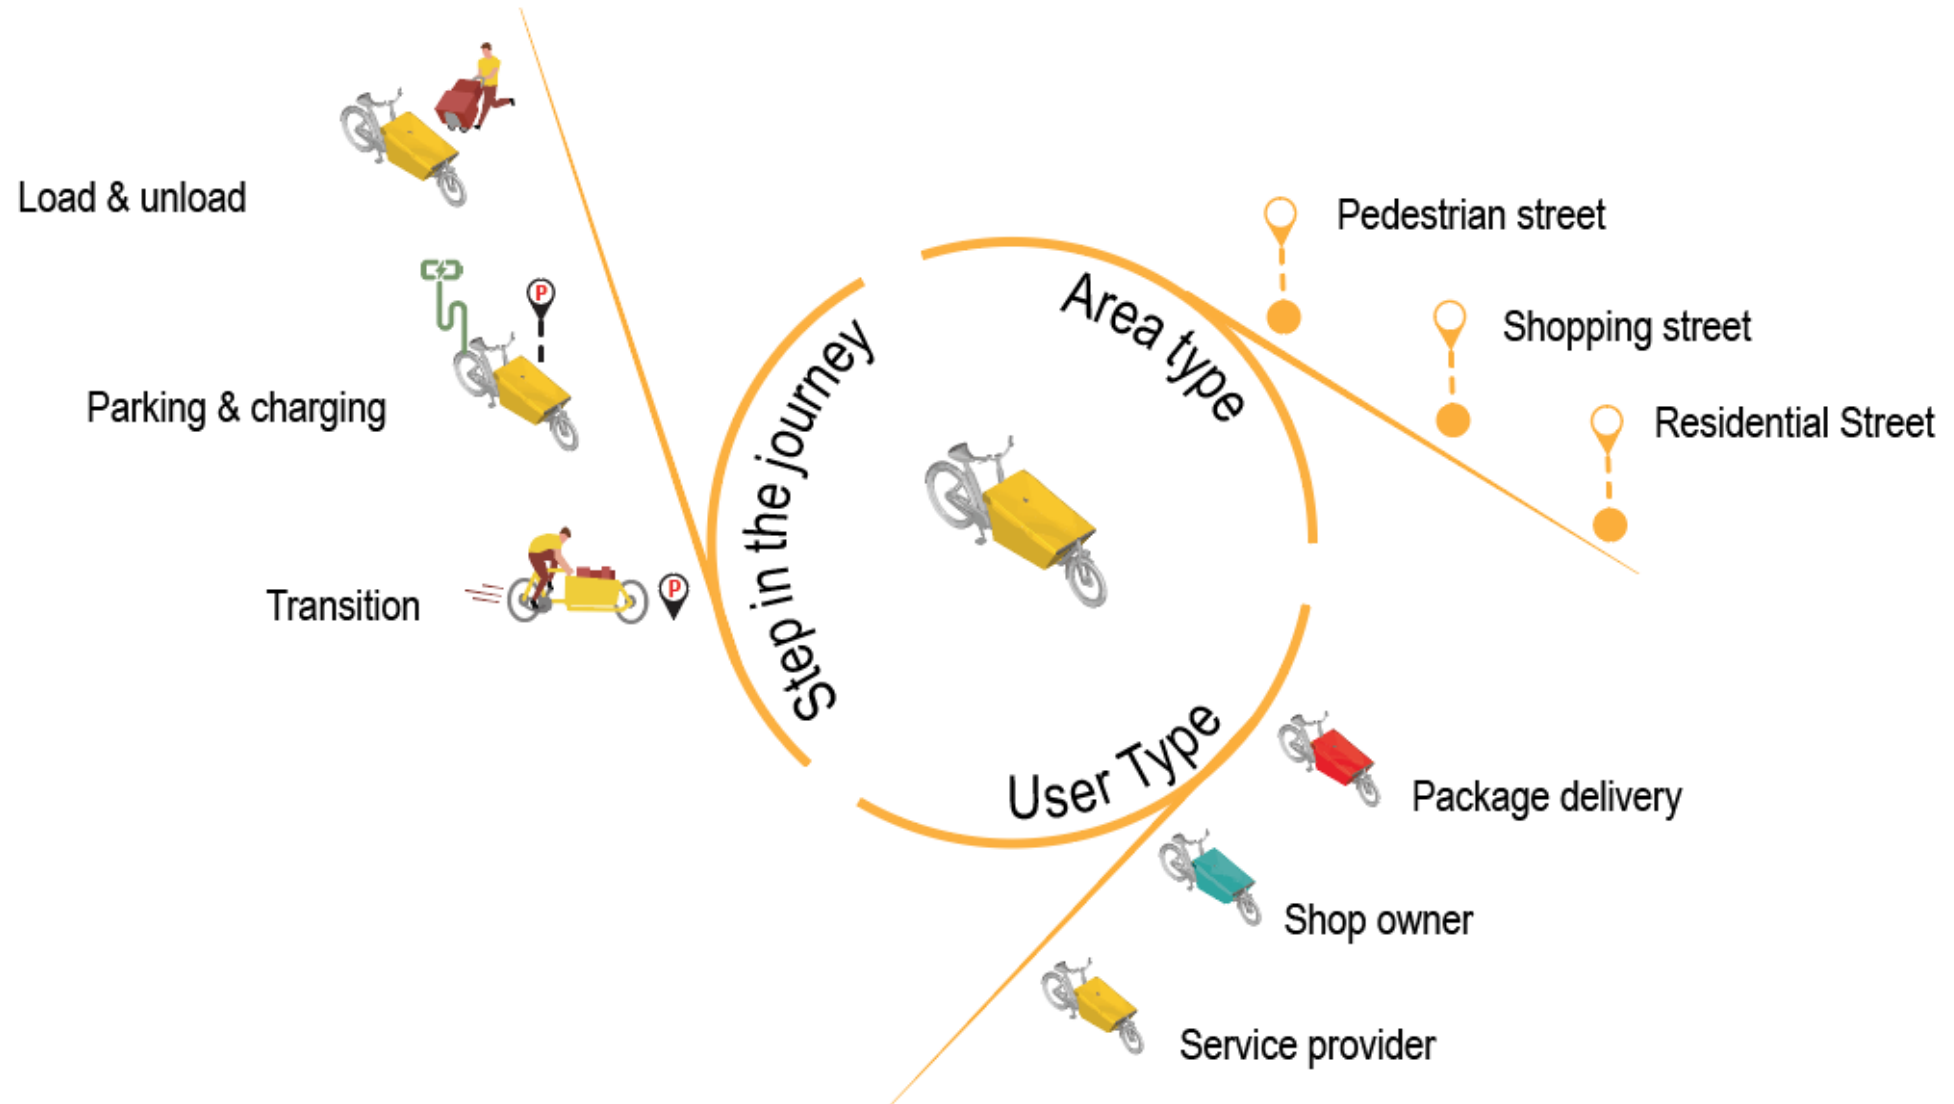 Load & unload
P
Parking & charging
P
Transition
Step in the journey
Area type
Pedestrian street
Shopping street
Residential Street
User Type
Package delivery
Shop owner
Service provider